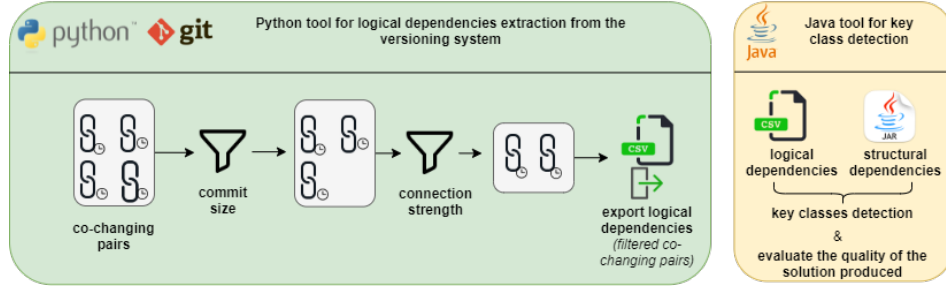 python™
git
Python tool for logical dependencies extraction from the
versioning system
co-changing
pairs
commit
size
connection
strength
CSV
export logical
dependencies
(filtered co-
changing pairs)
Java
Java tool for key
class detection
CSV
JAR
logical
dependencies
structural
dependencies
key classes detection
&
evaluate the quality of the
solution produced